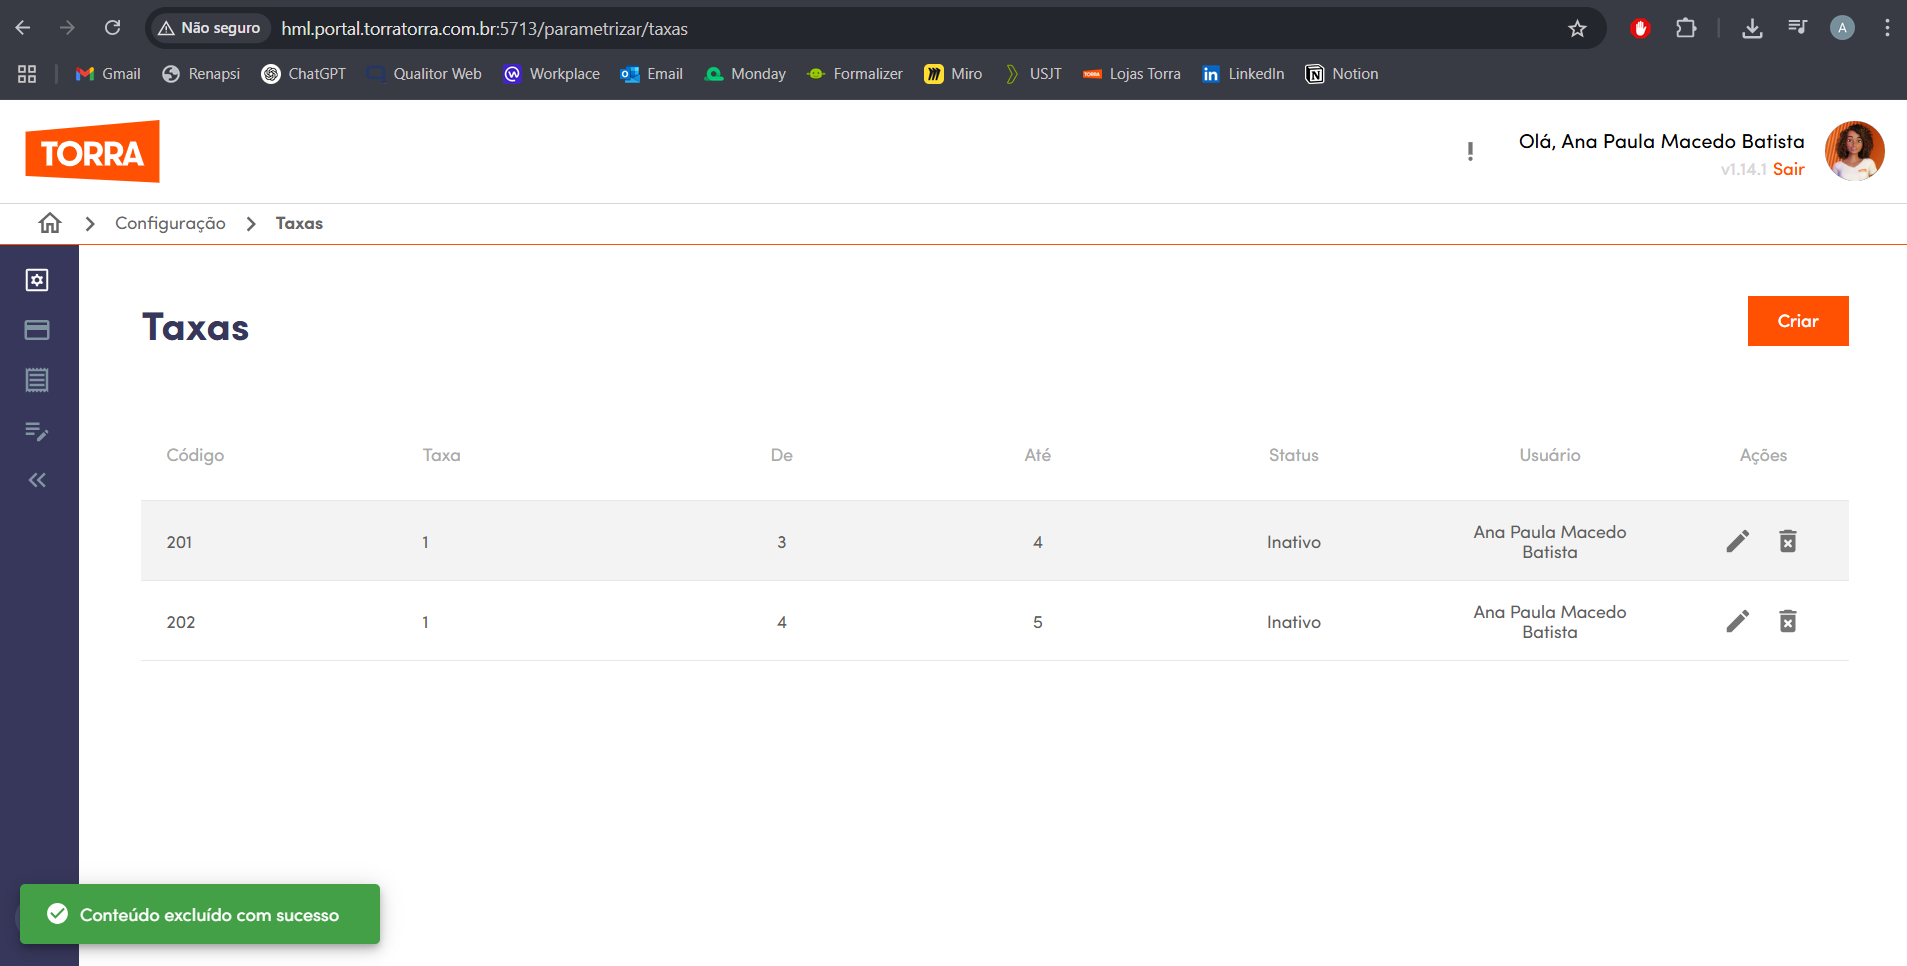 Não seguro
hml.portal.torratorra.com.br:5713/parametrizar/taxas
A
Gmail
Renapsi
ChatGPT
Qualitor Web
Workplace
Email
Monday
Formalizer
Miro
USJT
Lojas Torra
LinkedIn
Notion
TORRA
Olá, Ana Paula Macedo Batista
v1.14.1 Sair
Configuração
Taxas
Taxas
Criar
Código Taxa De Até Status Usuário Ações
201 1 3 4 Inativo Ana Paula Macedo
Batista
202 1 4 5 Inativo Ana Paula Macedo
Batista
Conteúdo excluído com sucesso